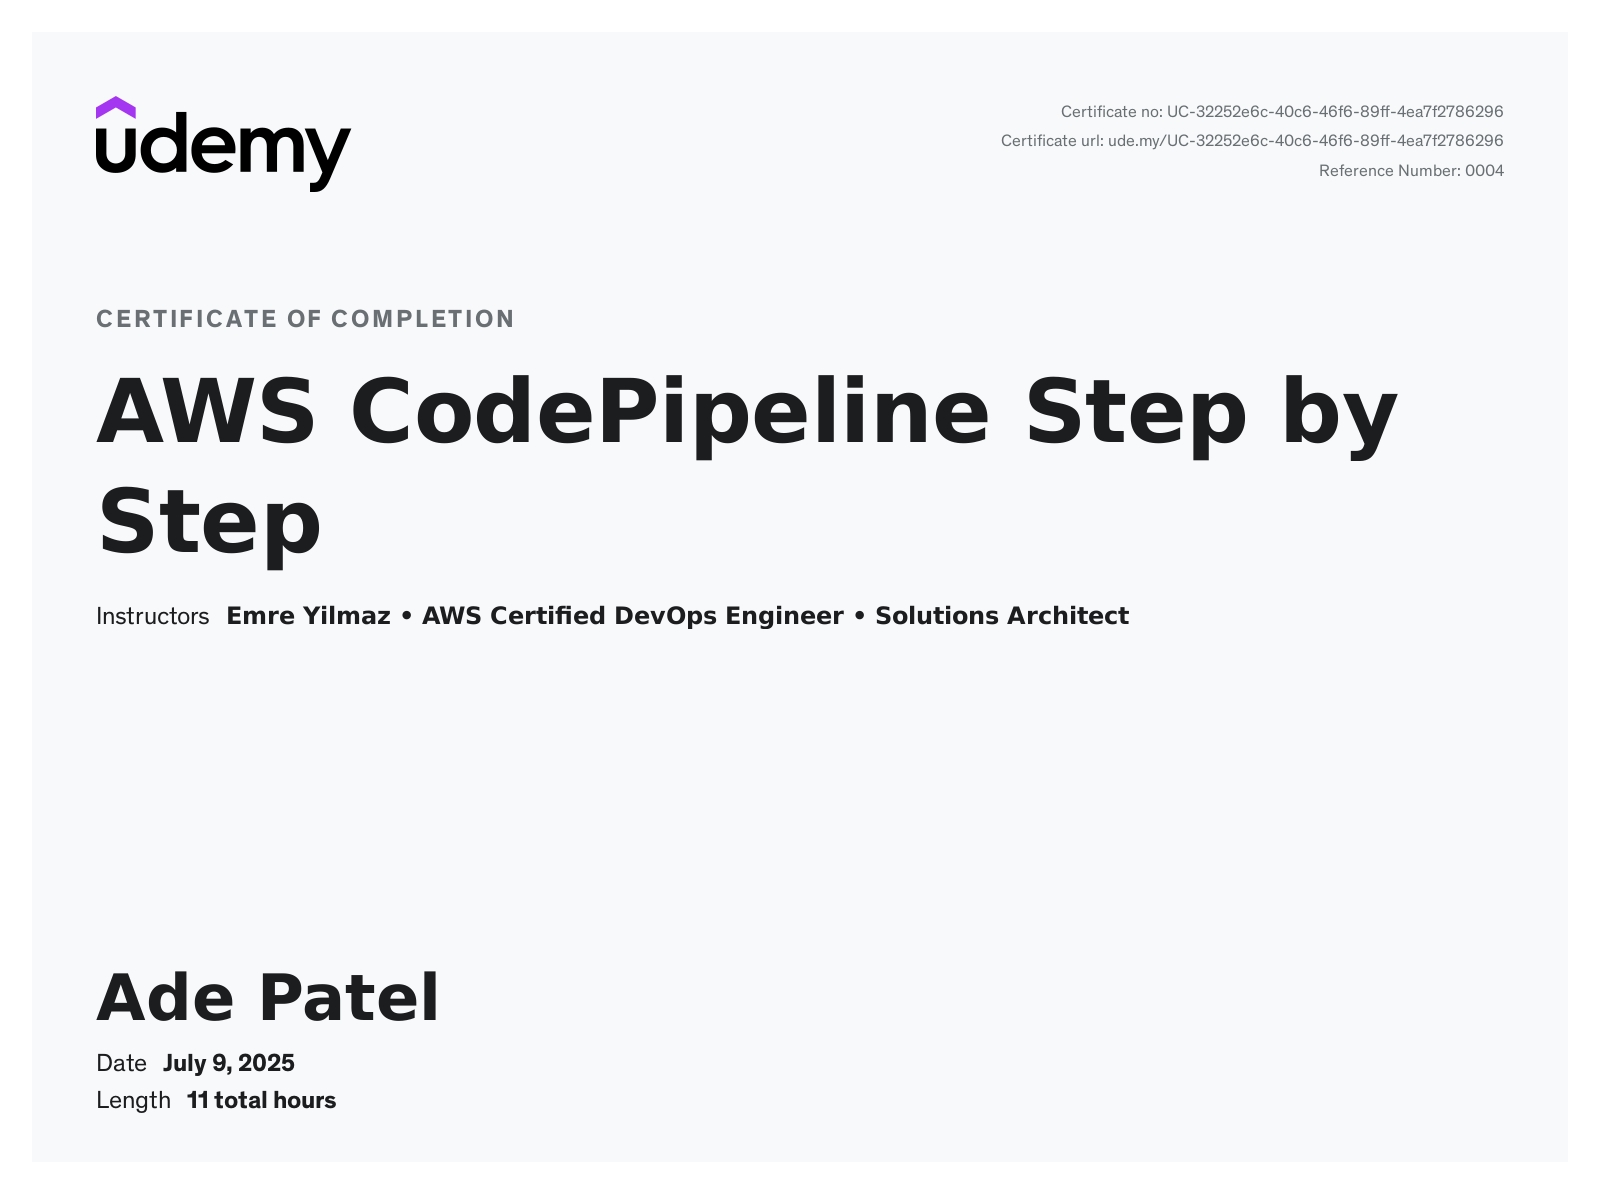 udemy
Certificate no: UC-32252e6c-40c6-46f6-89ff-4ea7f2786296
Certificate url: ude.my/UC-32252e6c-40c6-46f6-89ff-4ea7f2786296
Reference Number: 0004
CERTIFICATE OF COMPLETION
AWS CodePipeline Step by
Step
Instructors Emre Yilmaz • AWS Certified DevOps Engineer • Solutions Architect
Ade Patel
Date July 9, 2025
Length 11 total hours